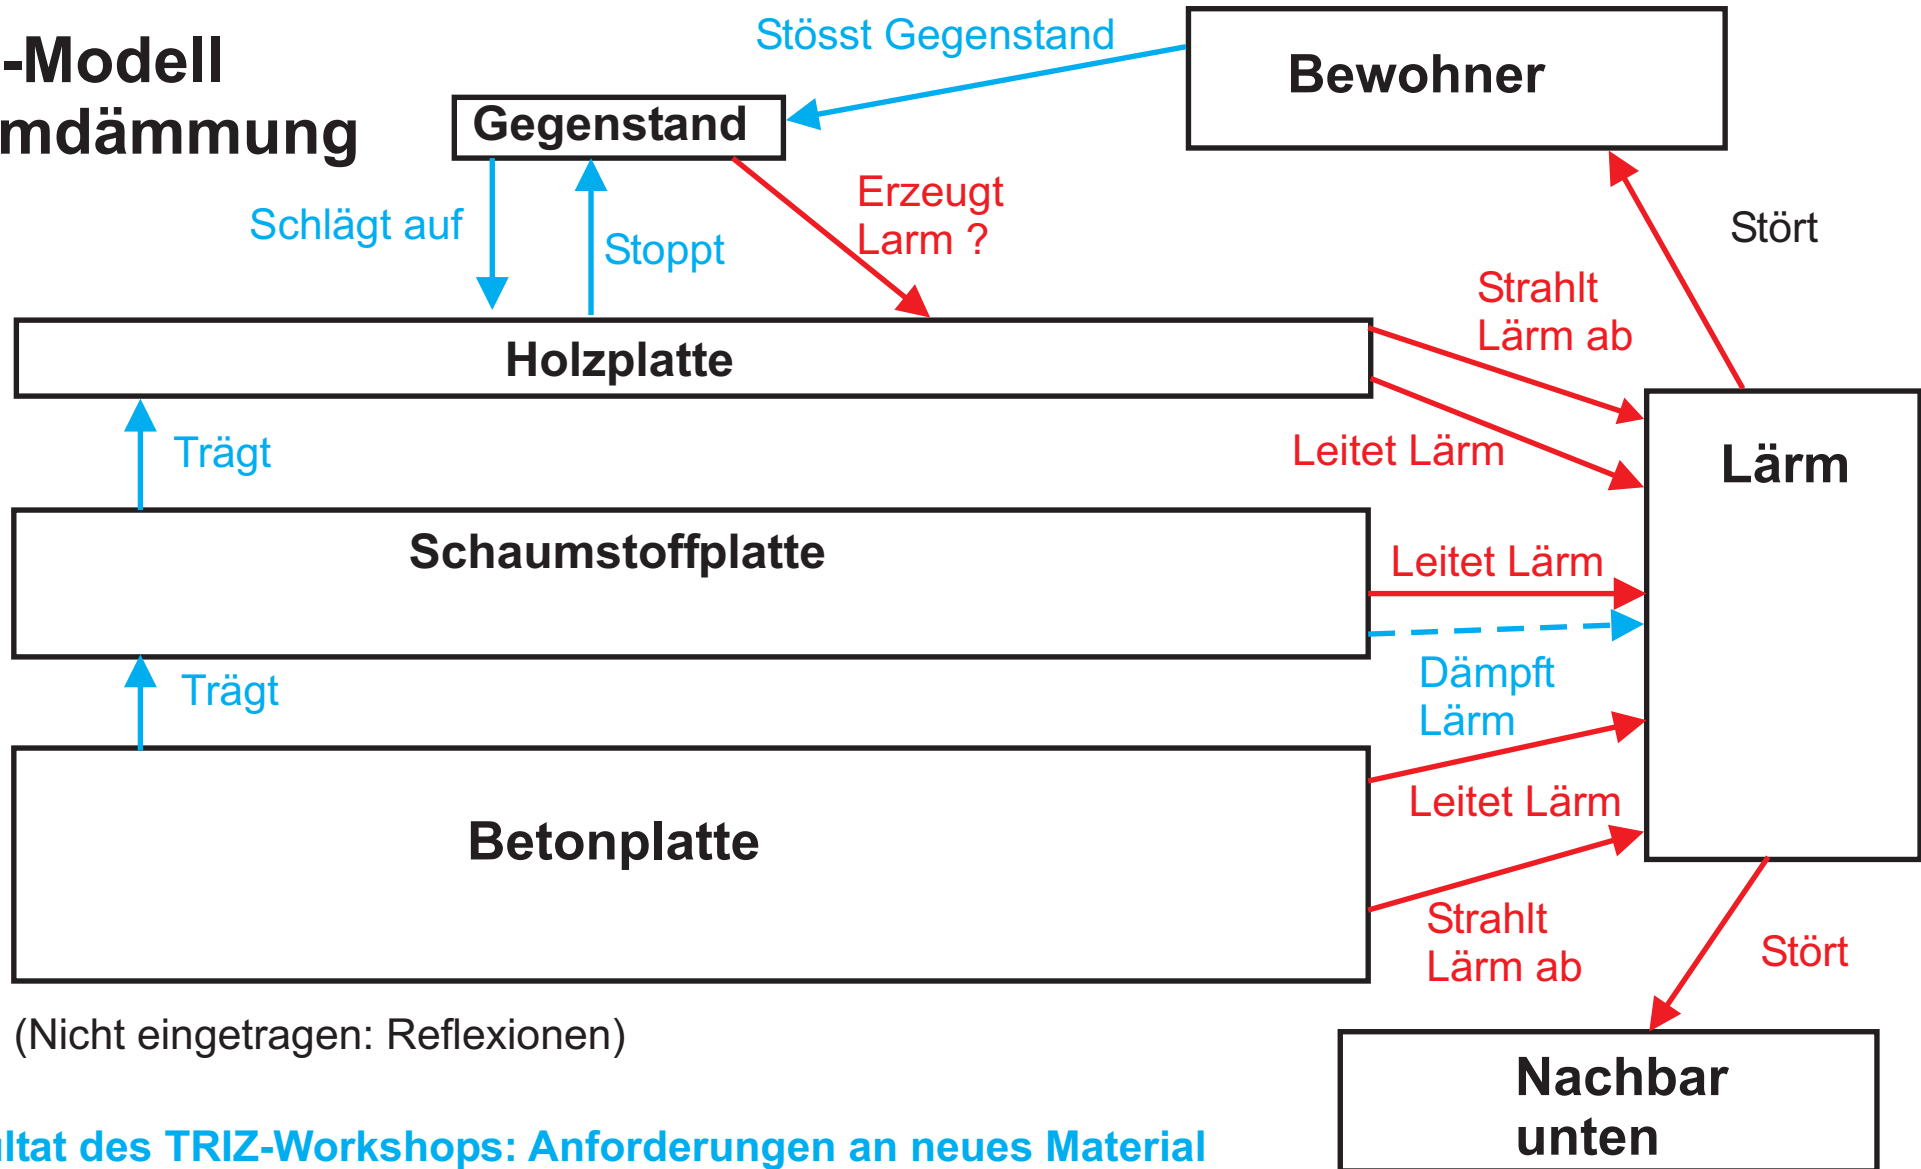 -Modell
mdämmung
Stösst Gegenstand
Bewohner
Gegenstand
Schlägt auf
Stoppt
Erzeugt
Larm ?
Stört
Strahlt
Lärm ab
Holzplatte
Leitet Lärm
Lärm
Trägt
Schaumstoffplatte
Leitet Lärm
Dämpft
Lärm
Trägt
Leitet Lärm
Betonplatte
Strahlt
Lärm ab
Stört
(Nicht eingetragen: Reflexionen)
Nachbar
unten
ultat des TRIZ-Workshops: Anforderungen an neues Material